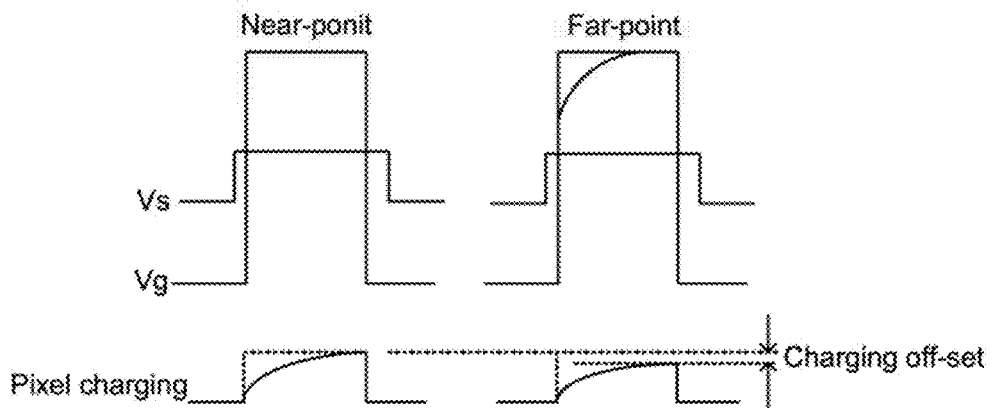 Near-ponit
Far-point
Vs
Vg
Pixel charging
Charging off-set